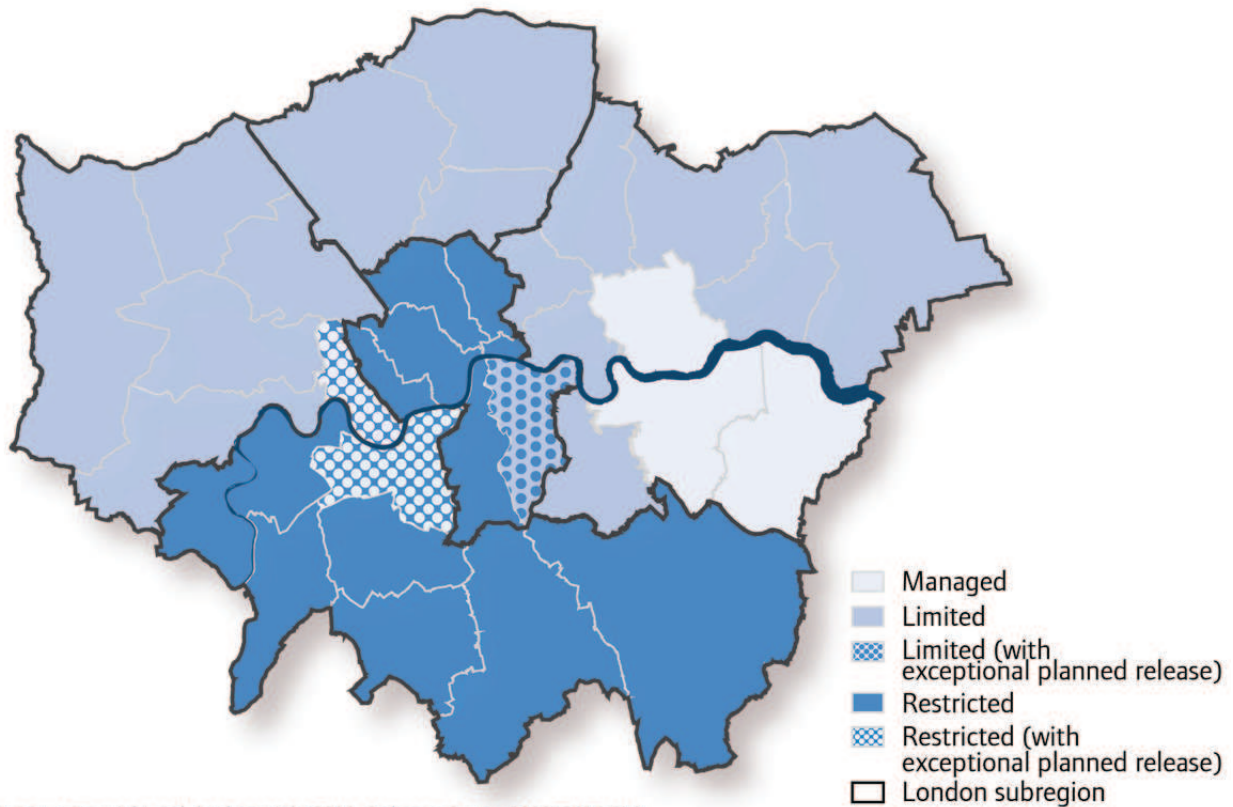 Managed
Limited
Limited (with
exceptional planned release)
Restricted
Restricted (with
exceptional planned release)
London subregion